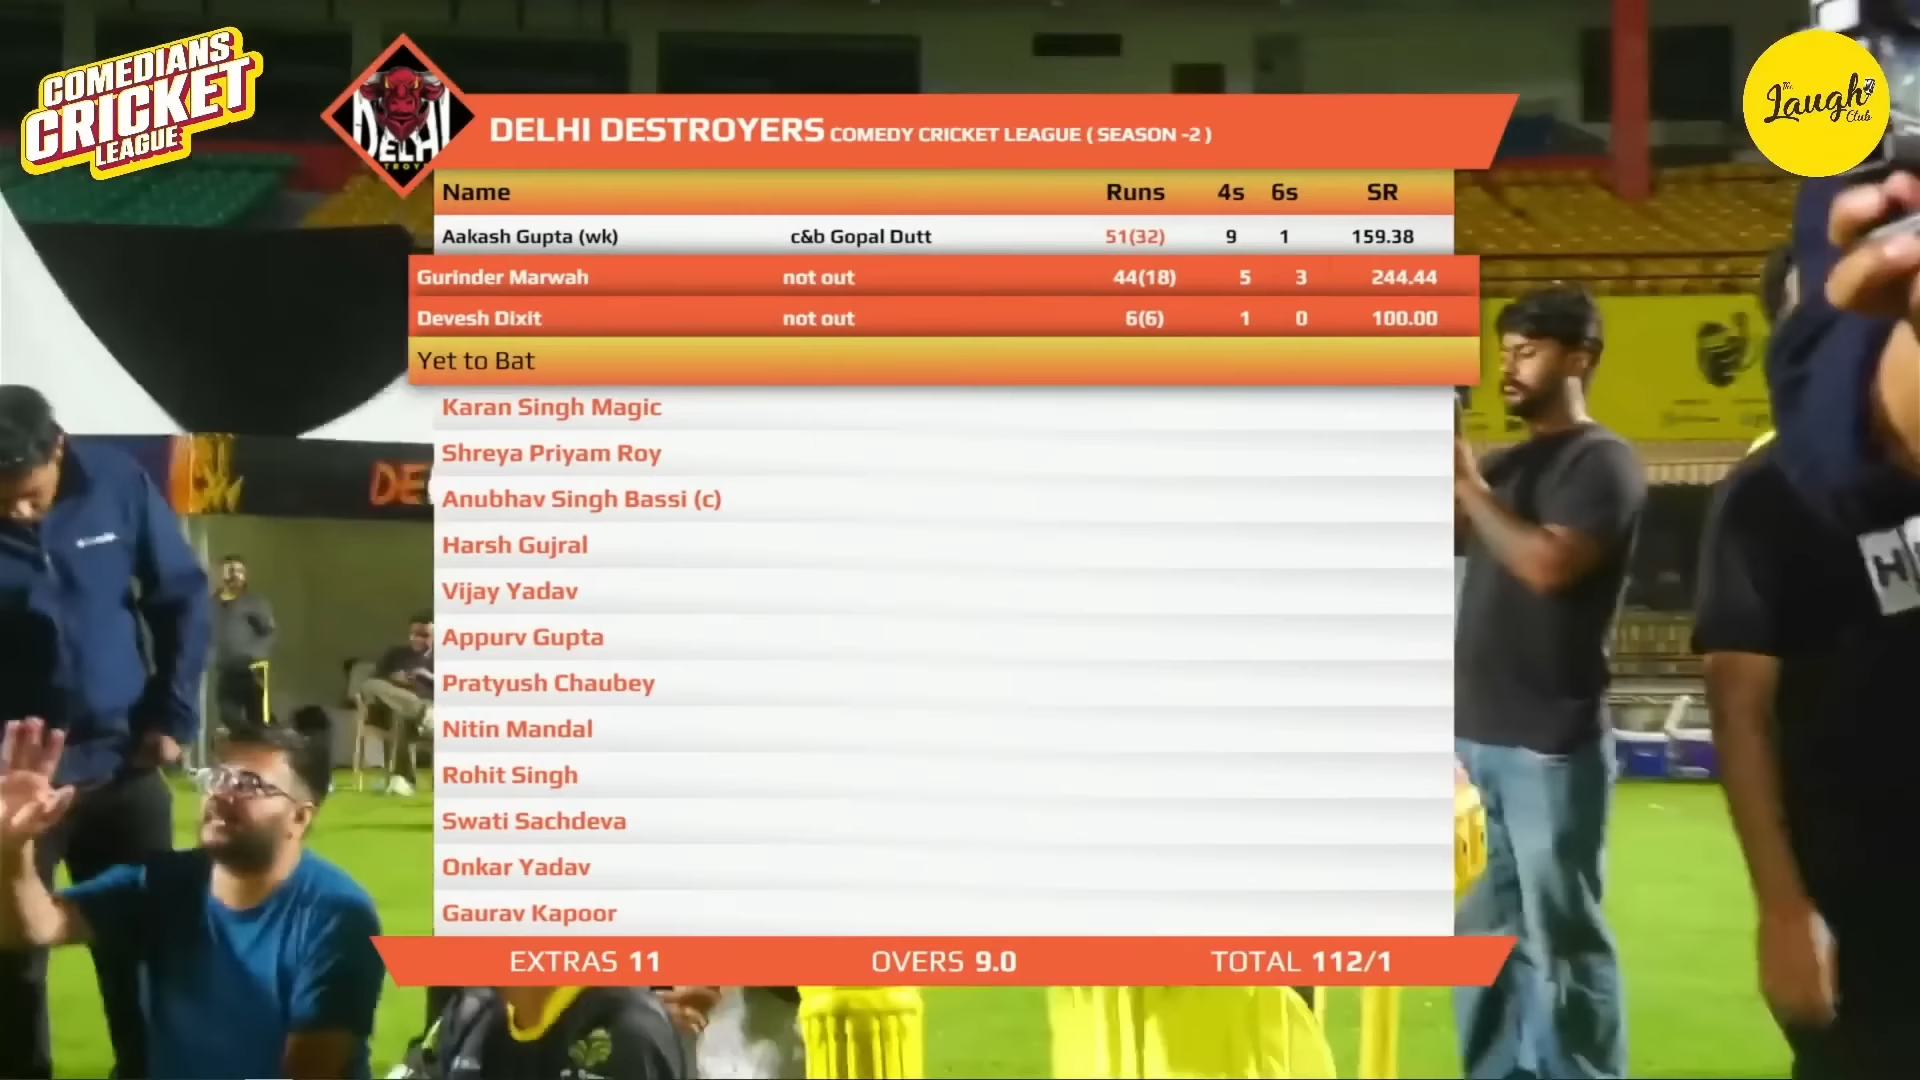 COMEDIANS
CRICKET
LEAGUE
The
Laugh
Club
DELHI
DELHI DESTROYERS COMEDY CRICKET LEAGUE ( SEASON -2 )
Name Runs 4s 6s SR
Aakash Gupta (wk) c&b Gopal Dutt 51(32) 9 1 159.38
Gurinder Marwah not out 44(18) 5 3 244.44
Devesh Dixit not out 6(6) 1 0 100.00
Yet to Bat
Karan Singh Magic
Shreya Priyam Roy
Anubhav Singh Bassi (c)
Harsh Gujral
Vijay Yadav
Appurv Gupta
Pratyush Chaubey
Nitin Mandal
Rohit Singh
Swati Sachdeva
Onkar Yadav
Gaurav Kapoor
EXTRAS 11 OVERS 9.0 TOTAL 112/1
DE